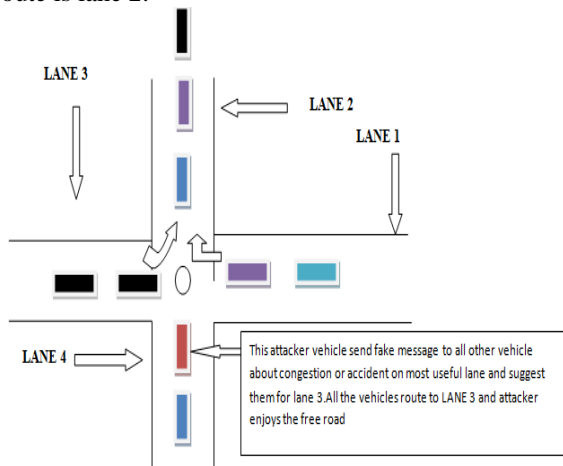 route is lane 2.
LANE 3
LANE 2
LANE 1
LANE 4
This attacker vehicle send fake message to all other vehicle
about congestion or accident on most useful lane and suggest
them for lane 3.All the vehicles route to LANE 3 and attacker
enjoys the free road